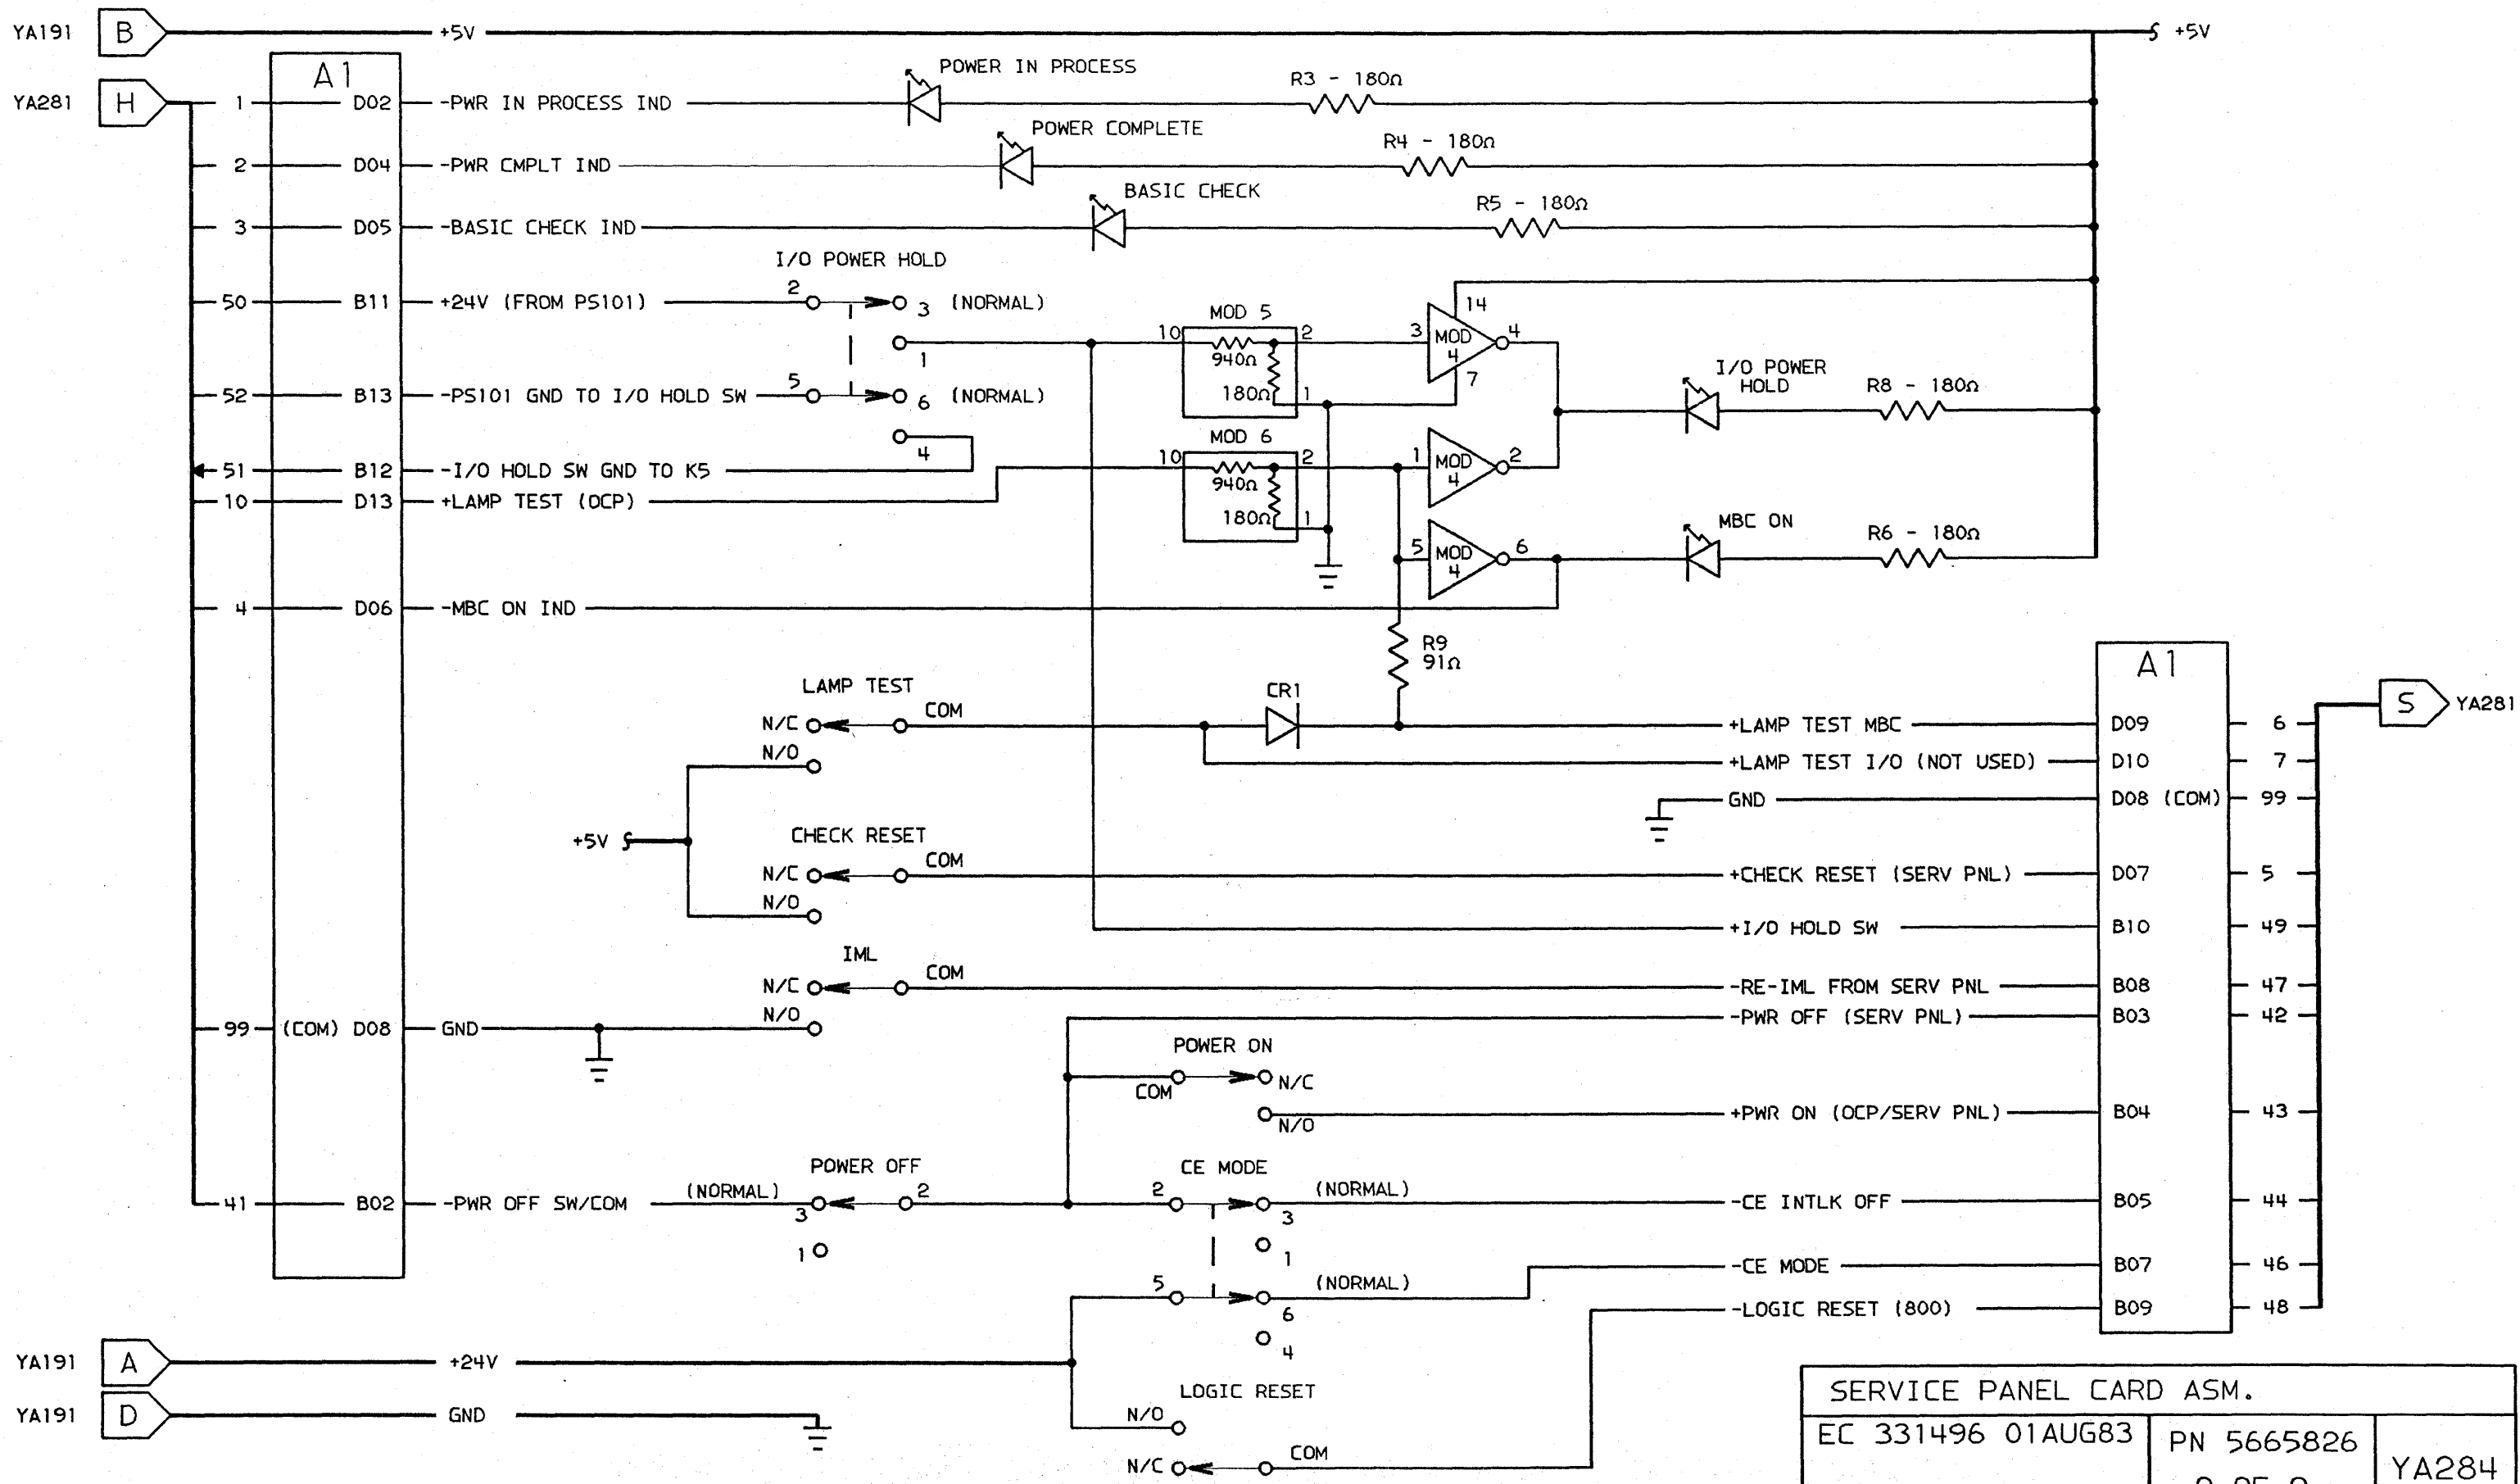 YA191 B +5V +5V
A1
YA281 H 1 D02 -PWR IN PROCESS IND POWER IN PROCESS R3 - 180Ω
2 D04 -PWR CMPLT IND POWER COMPLETE R4 - 180Ω
3 D05 -BASIC CHECK IND BASIC CHECK R5 - 180Ω
I/O POWER HOLD
50 B11 +24V (FROM PS101) 2 3 (NORMAL)
1
52 B13 -PS101 GND TO I/O HOLD SW 5 6 (NORMAL)
4
51 B12 -I/O HOLD SW GND TO K5
10 D13 +LAMP TEST (OCP)
MOD 5
10 2
940Ω
180Ω 1
3 MOD 4 4
14
7
I/O POWER
HOLD
R8 - 180Ω
MOD 6
10 2
940Ω
180Ω 1
1 MOD 4 2
5 MOD 4 6
MBC ON
R6 - 180Ω
4 D06 -MBC ON IND
R9
91Ω
LAMP TEST
N/C COM
N/O
CR1
A1
S YA281
+LAMP TEST MBC D09 6
+LAMP TEST I/O (NOT USED) D10 7
GND D08 (COM) 99
+5V
CHECK RESET
N/C COM
N/O
+CHECK RESET (SERV PNL) D07 5
+I/O HOLD SW B10 49
IML
N/C COM
N/O
-RE-IML FROM SERV PNL B08 47
99 (COM) D08 GND
-PWR OFF (SERV PNL) B03 42
POWER ON
COM N/C
N/O
+PWR ON (OCP/SERV PNL) B04 43
POWER OFF
41 B02 -PWR OFF SW/COM (NORMAL) 3 2
1
CE MODE
2 3 (NORMAL)
1
-CE INTLK OFF B05 44
5 6 (NORMAL)
4
-CE MODE B07 46
-LOGIC RESET (800) B09 48
YA191 A +24V
YA191 D GND
LOGIC RESET
N/O
N/C COM
SERVICE PANEL CARD ASM.
EC 331496 01AUG83
PN 5665826
YA284